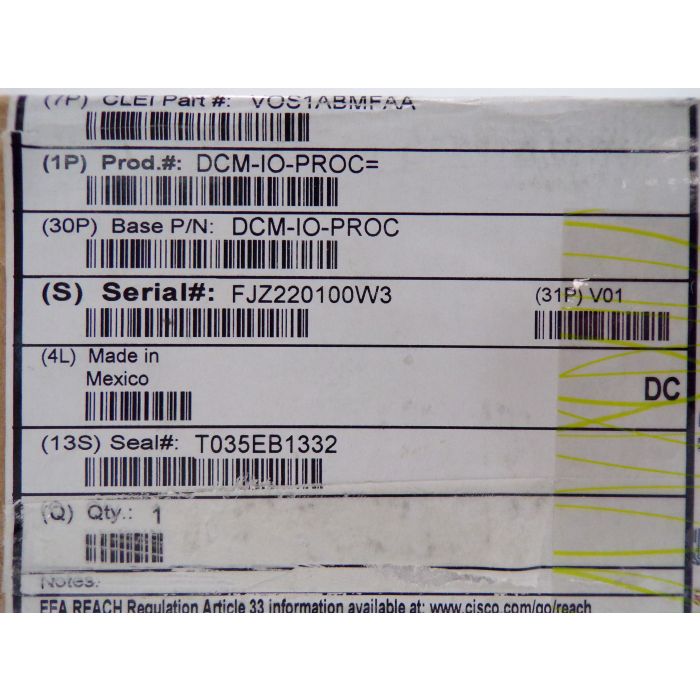 (7P) CLEI Part #: VOS1ABMFAA
(1P) Prod.#: DCM-IO-PROC=
(30P) Base P/N: DCM-IO-PROC
(S) Serial#: FJZ220100W3 (31P) V01
(4L) Made in
Mexico
DC
(13S) Seal#: T035EB1332
(Q) Qty.: 1
Notes:
EEA REACH Regulation Article 33 information available at: www.cisco.com/go/reach